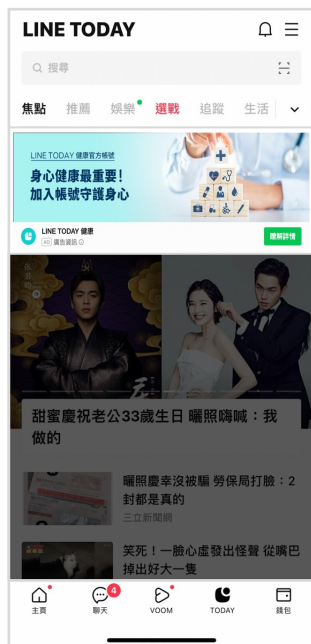 LINE TODAY
搜尋
焦點 推薦 娛樂 選戰 追蹤 生活
LINE TODAY 健康官方帳號
身心健康最重要!
加入帳號守護身心
LINE TODAY 健康
AD 廣告資訊
瞭解詳情
甜蜜慶祝老公33歲生日 曬照嗨喊:我
做的
曬照慶幸沒被騙 勞保局打臉:2
封都是真的
三立新聞網
笑死!一臉心虛發出怪聲 從嘴巴
掉出好大一隻
4
主頁 聊天 VOOM TODAY 錢包